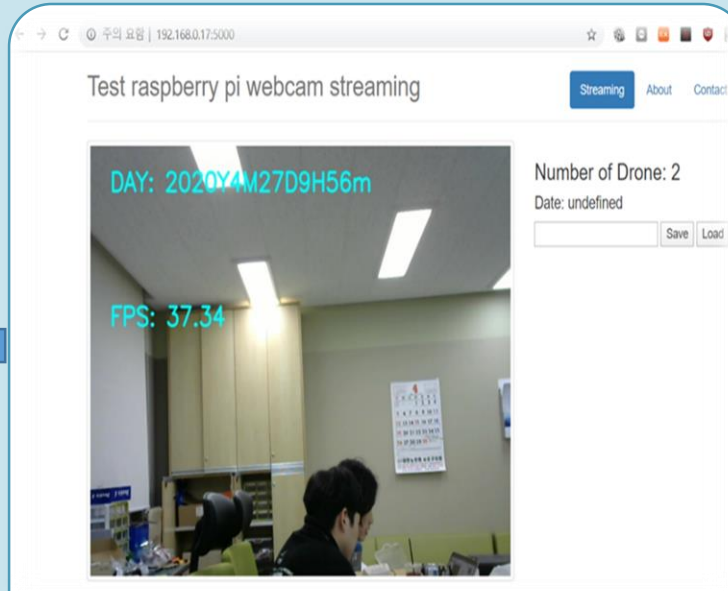 주의 요함 | 192.168.0.17:5000
Test raspberry pi webcam streaming
Streaming About Contact
DAY: 2020Y4M27D9H56m
FPS: 37.34
Number of Drone: 2
Date: undefined
Save Load
4